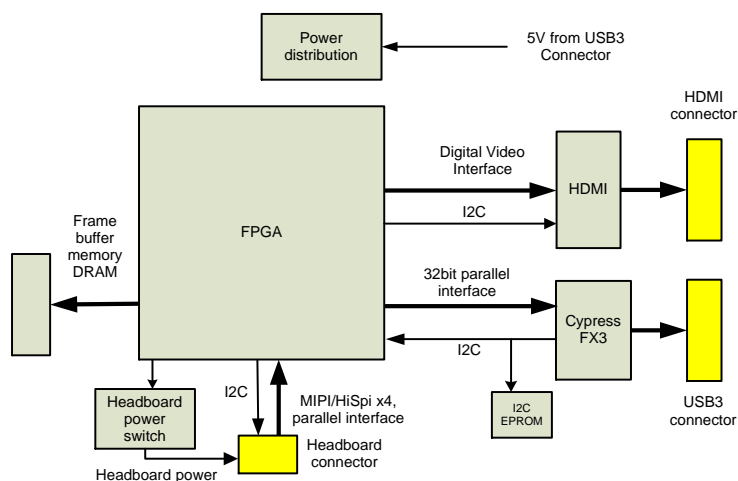 Power
distribution
5V from USB3
Connector
HDMI
connector
Digital Video
Interface
HDMI
I2C
FPGA
Frame
buffer
memory
DRAM
32bit parallel
interface
Cypress
FX3
I2C
I2C
EPROM
USB3
connector
Headboard
power
switch
I2C
MIPI/HiSpi x4,
parallel interface
Headboard
connector
Headboard power